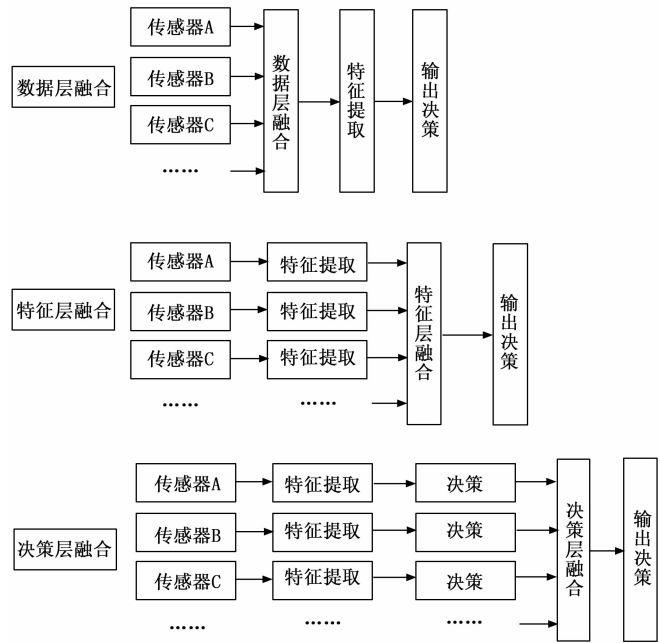 传感器A
传感器B
传感器C
……
数据层融合
数据层融合
特征提取
输出决策
传感器A
特征提取
传感器B
特征提取
传感器C
特征提取
……
……
特征层融合
特征层融合
输出决策
传感器A
特征提取
决策
传感器B
特征提取
决策
传感器C
特征提取
决策
……
……
……
决策层融合
决策层融合
输出决策